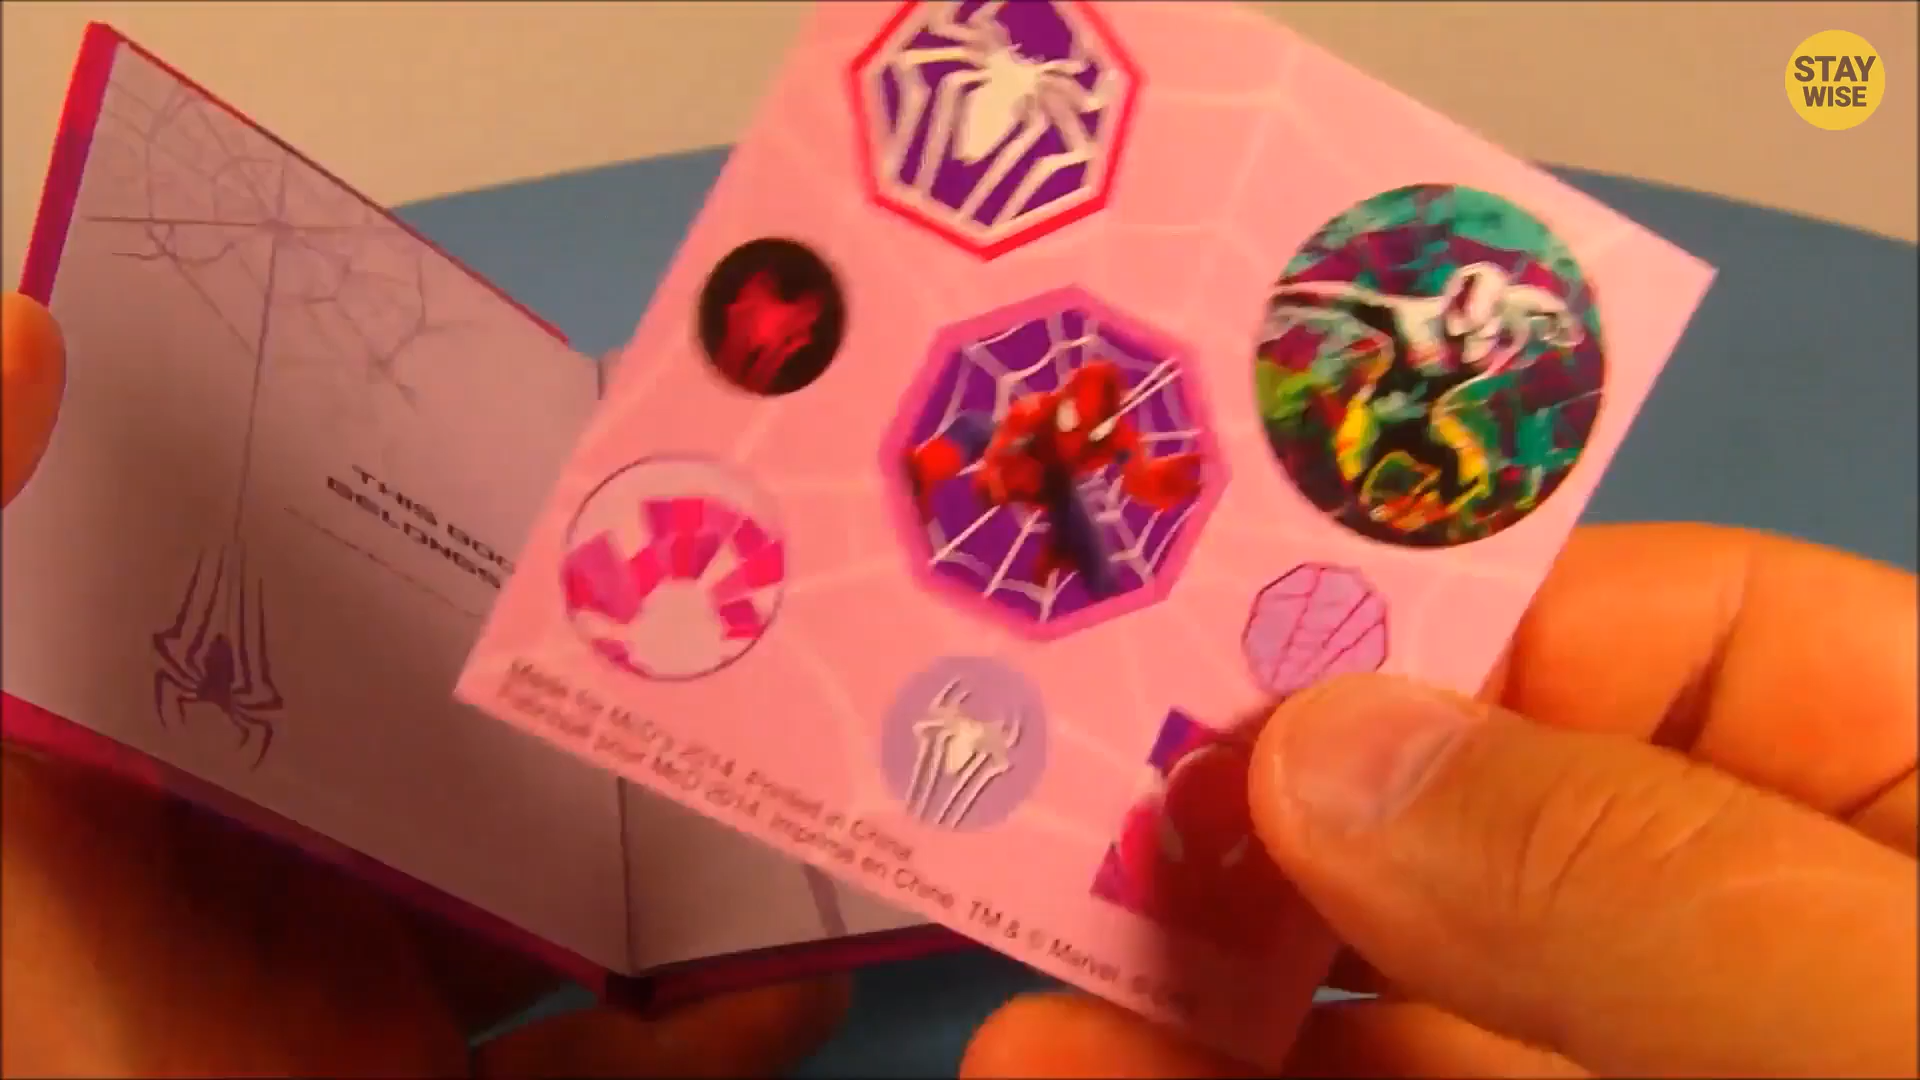 STAY
WISE
THIS BOO
BELONGS
Made for McD's 2014. Printed in China.
Fabriqué pour McD 2014. Imprimé en Chine. TM & © Marvel.